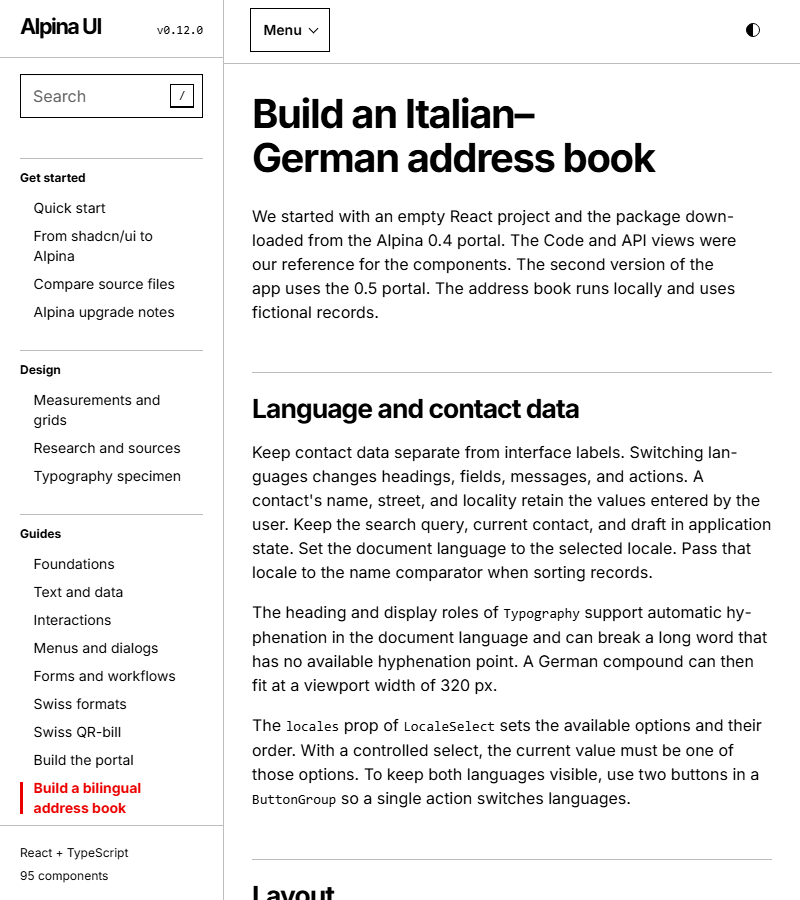 Alpina UI
v0.12.0
Search
/
Get started
Quick start
From shadcn/ui to
Alpina
Compare source files
Alpina upgrade notes
Design
Measurements and
grids
Research and sources
Typography specimen
Guides
Foundations
Text and data
Interactions
Menus and dialogs
Forms and workflows
Swiss formats
Swiss QR-bill
Build the portal
Build a bilingual
address book
React + TypeScript
95 components
Menu
Build an Italian–
German address book
We started with an empty React project and the package down-
loaded from the Alpina 0.4 portal. The Code and API views were
our reference for the components. The second version of the
app uses the 0.5 portal. The address book runs locally and uses
fictional records.
Language and contact data
Keep contact data separate from interface labels. Switching lan-
guages changes headings, fields, messages, and actions. A
contact's name, street, and locality retain the values entered by the
user. Keep the search query, current contact, and draft in application
state. Set the document language to the selected locale. Pass that
locale to the name comparator when sorting records.
The heading and display roles of Typography support automatic hy-
phenation in the document language and can break a long word that
has no available hyphenation point. A German compound can then
fit at a viewport width of 320 px.
The locales prop of LocaleSelect sets the available options and their
order. With a controlled select, the current value must be one of
those options. To keep both languages visible, use two buttons in a
ButtonGroup so a single action switches languages.
Layout